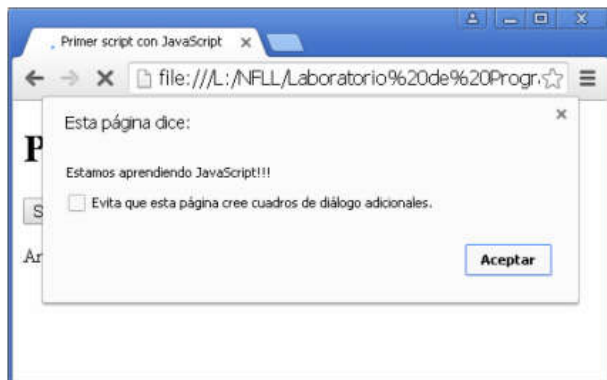 Primer script con JavaScript
file:///L:/NFLL/Laboratorio%20de%20Progr
Esta página dice:
P
Estamos aprendiendo JavaScript!!!
S
Evita que esta página cree cuadros de diálogo adicionales.
Ar
Aceptar